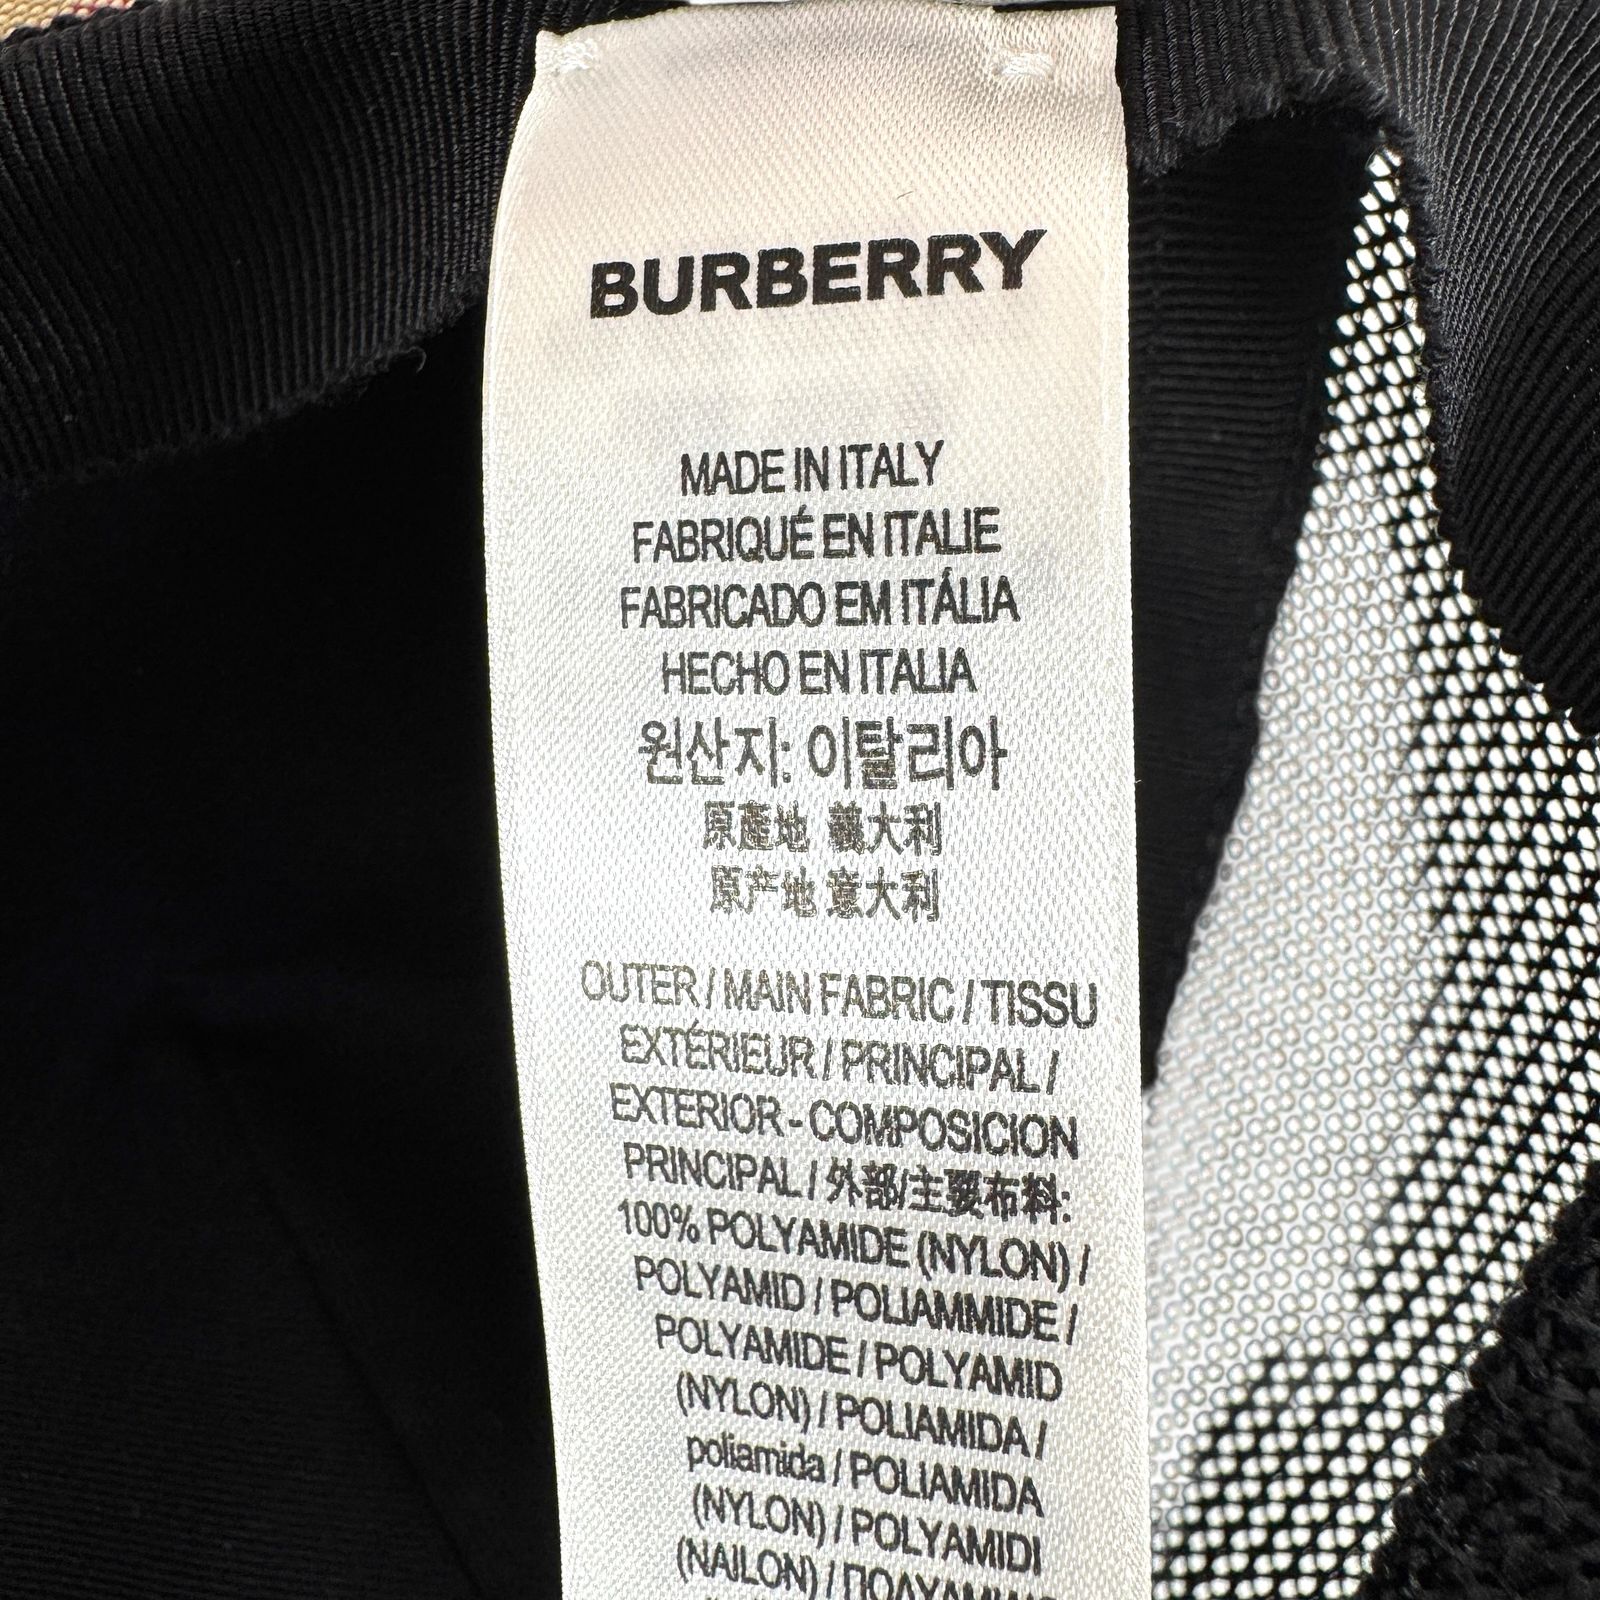 BURBERRY
MADE IN ITALY
FABRIQUÉ EN ITALIE
FABRICADO EM ITÁLIA
HECHO EN ITALIA
원산지: 이탈리아
原產地 義大利
原产地 意大利
OUTER / MAIN FABRIC / TISSU
EXTÉRIEUR / PRINCIPAL /
EXTERIOR - COMPOSICION
PRINCIPAL / 外部/主要布料:
100% POLYAMIDE (NYLON) /
POLYAMID / POLIAMMIDE /
POLYAMIDE / POLYAMID
(NYLON) / POLIAMIDA /
poliamida / POLIAMIDA
(NYLON) / POLYAMIDI
(NAILON) /